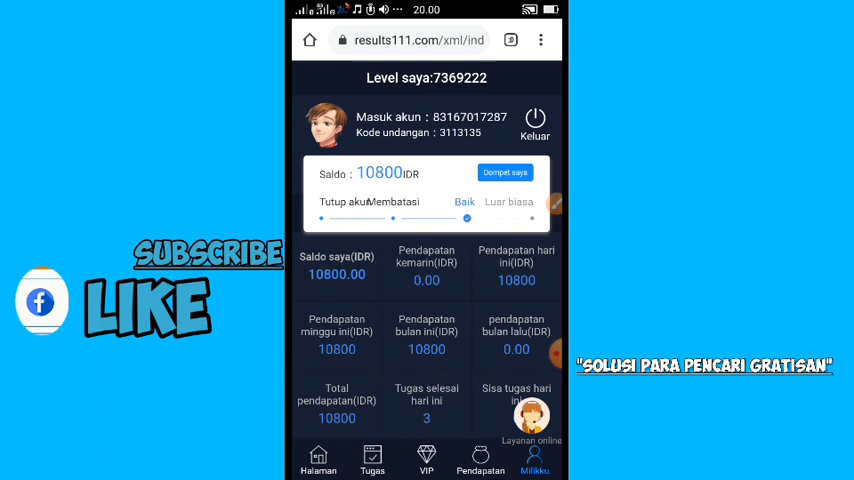 20.00
results111.com/xml/ind
Level saya:7369222
Masuk akun : 83167017287
Kode undangan : 3113135
Keluar
Saldo : 10800IDR
Dompet saya
Tutup akun Membatasi Baik Luar biasa
Saldo saya(IDR)
10800.00
Pendapatan
kemarin(IDR)
0.00
Pendapatan hari
ini(IDR)
10800
Pendapatan
minggu ini(IDR)
10800
Pendapatan
bulan ini(IDR)
10800
pendapatan
bulan lalu(IDR)
0.00
Total
pendapatan(IDR)
10800
Tugas selesai
hari ini
3
Sisa tugas hari
Layanan online
Halaman Tugas VIP Pendapatan Milikku
SUBSCRIBE
LIKE
"SOLUSI PARA PENCARI GRATISAN"